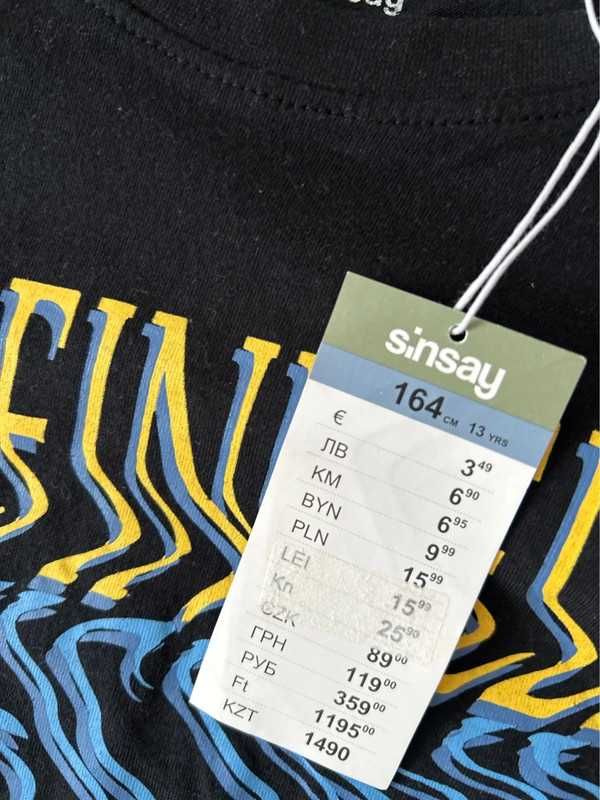 sinsay
164 CM 13 YRS
€ 3⁴⁹
ЛВ 6⁹⁰
KM 6⁹⁵
BYN 9⁹⁹
PLN 15⁹⁹
LEI 15⁹⁹
Kn 25⁹⁰
CZK 89⁰⁰
ГРН 119⁰⁰
РУБ 359⁰⁰
Ft 1195⁰⁰
KZT 1490